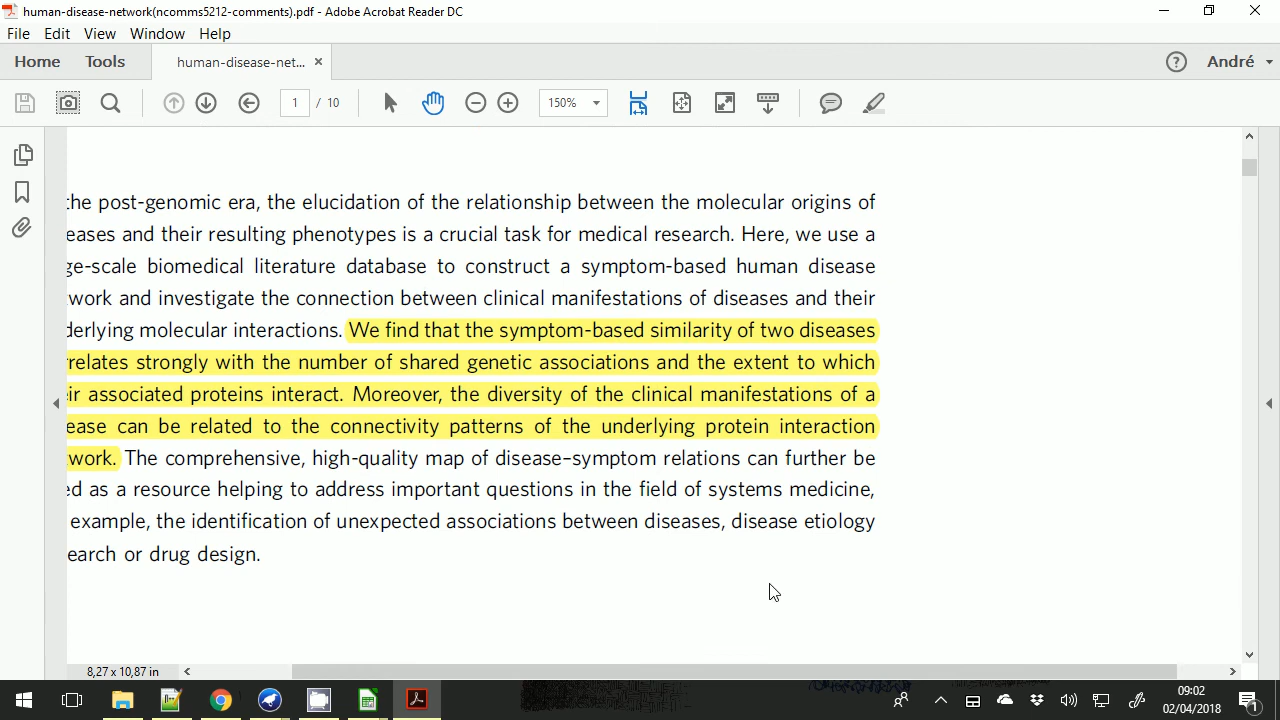 human-disease-network(ncomms5212-comments).pdf - Adobe Acrobat Reader DC
File Edit View Window Help
Home Tools human-disease-net... × ? André
1 / 10 150%
the post-genomic era, the elucidation of the relationship between the molecular origins of
eases and their resulting phenotypes is a crucial task for medical research. Here, we use a
ge-scale biomedical literature database to construct a symptom-based human disease
work and investigate the connection between clinical manifestations of diseases and their
derlying molecular interactions. We find that the symptom-based similarity of two diseases
rrelates strongly with the number of shared genetic associations and the extent to which
eir associated proteins interact. Moreover, the diversity of the clinical manifestations of a
ease can be related to the connectivity patterns of the underlying protein interaction
work. The comprehensive, high-quality map of disease–symptom relations can further be
ed as a resource helping to address important questions in the field of systems medicine,
example, the identification of unexpected associations between diseases, disease etiology
earch or drug design.
8,27 x 10,87 in
09:02
02/04/2018
1